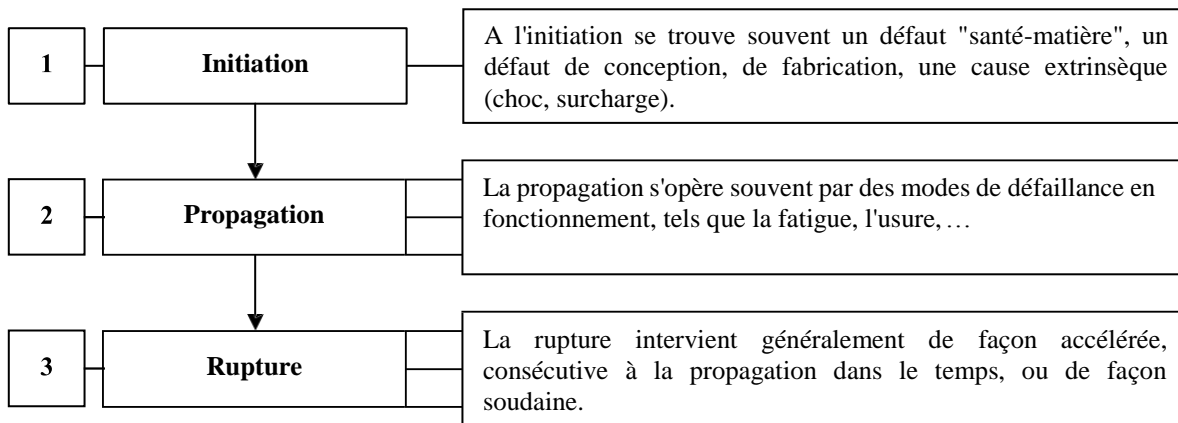 1
Initiation
A l'initiation se trouve souvent un défaut "santé-matière", un
défaut de conception, de fabrication, une cause extrinsèque
(choc, surcharge).
2
Propagation
La propagation s'opère souvent par des modes de défaillance en
fonctionnement, tels que la fatigue, l'usure, …
3
Rupture
La rupture intervient généralement de façon accélérée,
consécutive à la propagation dans le temps, ou de façon
soudaine.